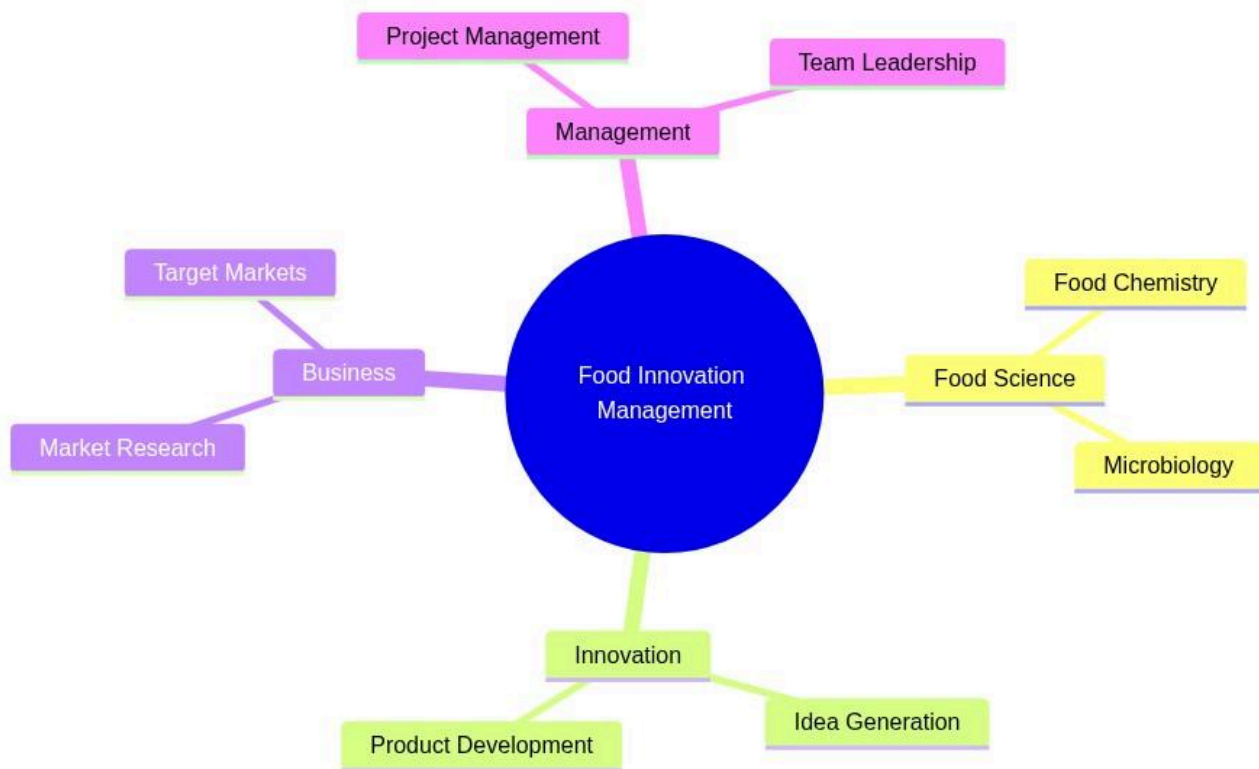 Project Management
Team Leadership
Management
Target Markets
Food Chemistry
Business
Food Innovation
Management
Food Science
Market Research
Microbiology
Innovation
Idea Generation
Product Development